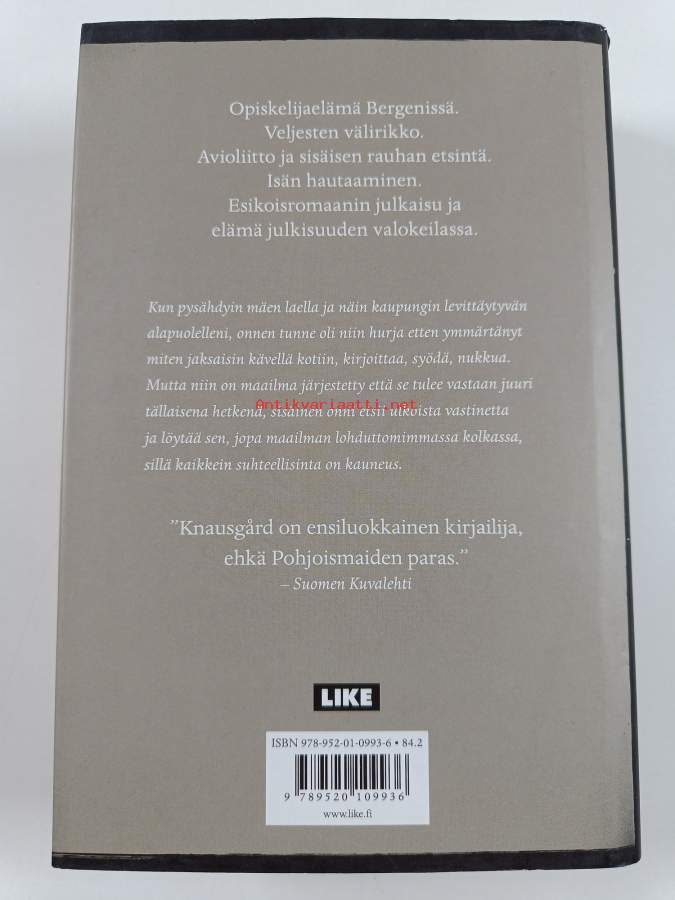 Opiskelijaelämä Bergenissä.
Veljesten välirikko.
Avioliitto ja sisäisen rauhan etsintä.
Isän hautaaminen.
Esikoisromaanin julkaisu ja
elämä julkisuuden valokeilassa.
Kun pysähdyin mäen laella ja näin kaupungin levittäytyvän
alapuolelleni, onnen tunne oli niin hurja etten ymmärtänyt
miten jaksaisin kävellä kotiin, kirjoittaa, syödä, nukkua.
Mutta niin on maailma järjestetty että se tulee vastaan juuri
tällaisena hetkenä, sisäinen onni etsii ulkoista vastinetta
Antikvariaatti.net
ja löytää sen, jopa maailman lohduttomimmassa kolkassa,
sillä kaikkein suhteellisinta on kauneus.
”Knausgård on ensiluokkainen kirjailija,
ehkä Pohjoismaiden paras.”
– Suomen Kuvalehti
LIKE
ISBN 978-952-01-0993-6 • 84.2
9 789520 109936
www.like.fi